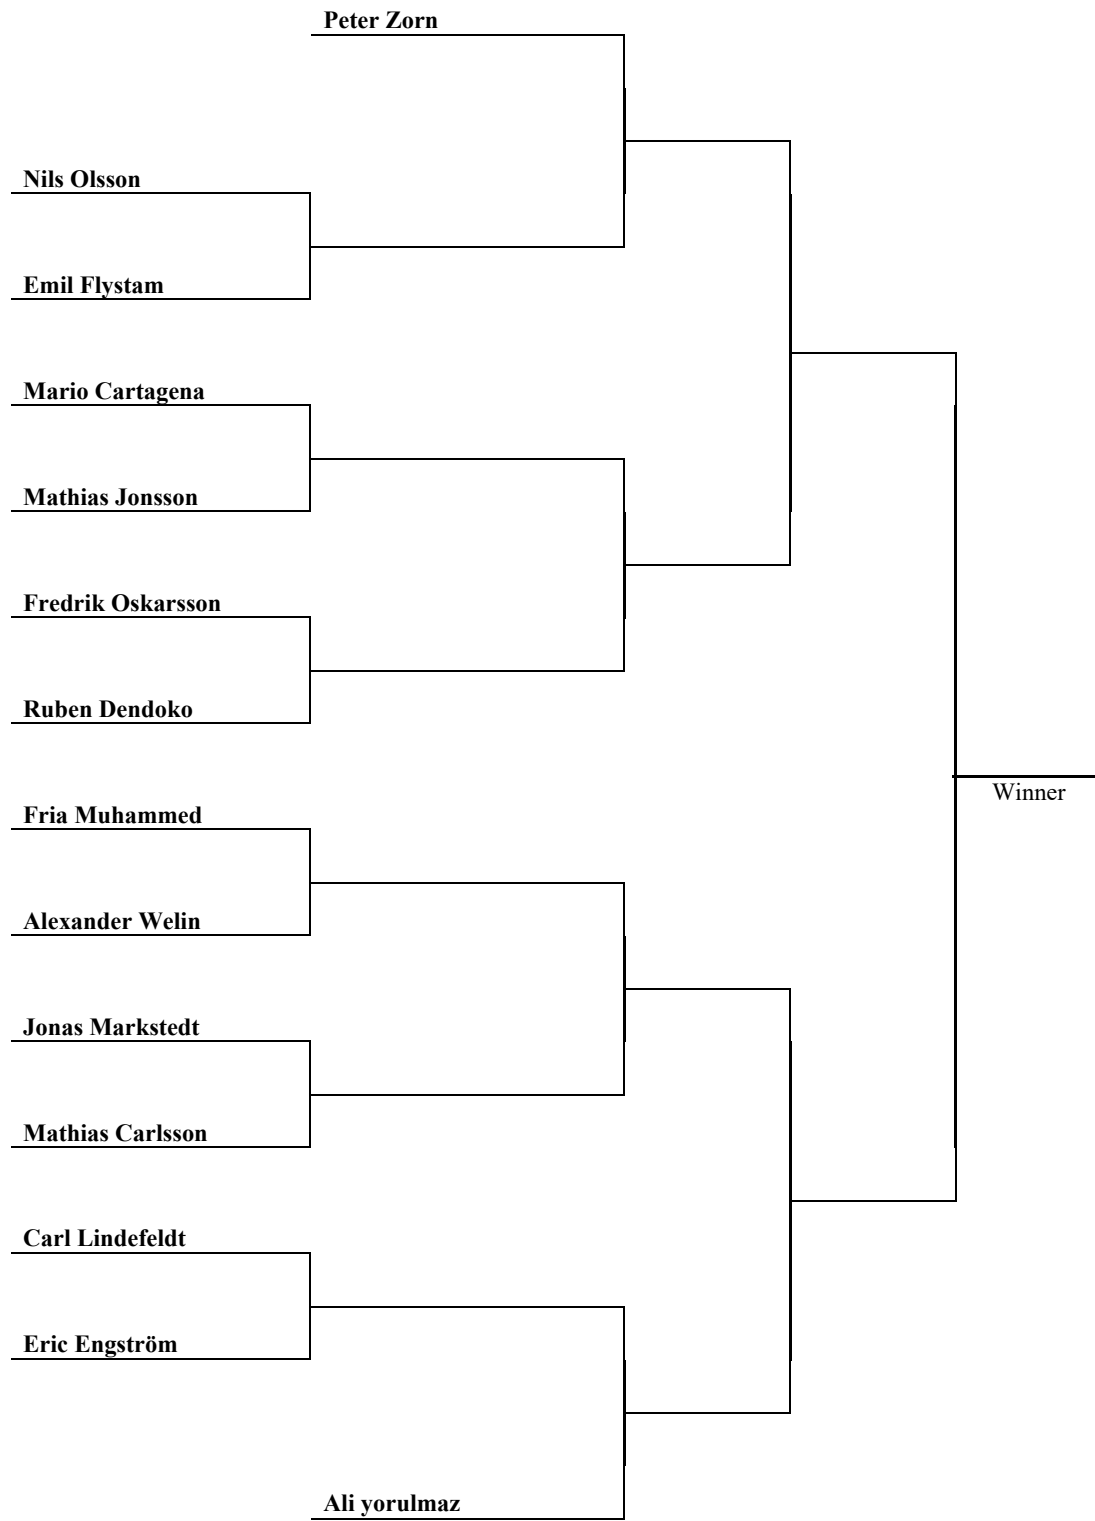 Peter Zorn
Nils Olsson
Emil Flystam
Mario Cartagena
Mathias Jonsson
Fredrik Oskarsson
Ruben Dendoko
Winner
Fria Muhammed
Alexander Welin
Jonas Markstedt
Mathias Carlsson
Carl Lindefeldt
Eric Engström
Ali yorulmaz